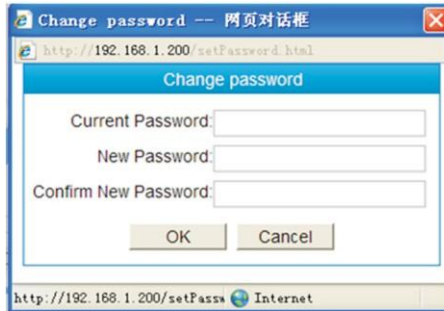 Change password -- 网页对话框
http://192.168.1.200/setPassword.html
Change password
Current Password:
New Password:
Confirm New Password:
OK Cancel
http://192.168.1.200/setPassw Internet